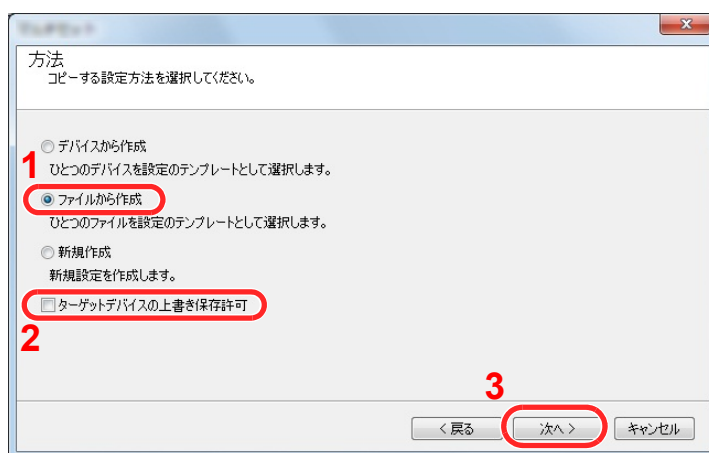 方法
コピーする設定方法を選択してください。
デバイスから作成
1
ひとつのデバイスを設定のテンプレートとして選択します。
ファイルから作成
ひとつのファイルを設定のテンプレートとして選択します。
新規作成
新規設定を作成します。
ターゲットデバイスの上書き保存許可
2
3
< 戻る
次へ >
キャンセル